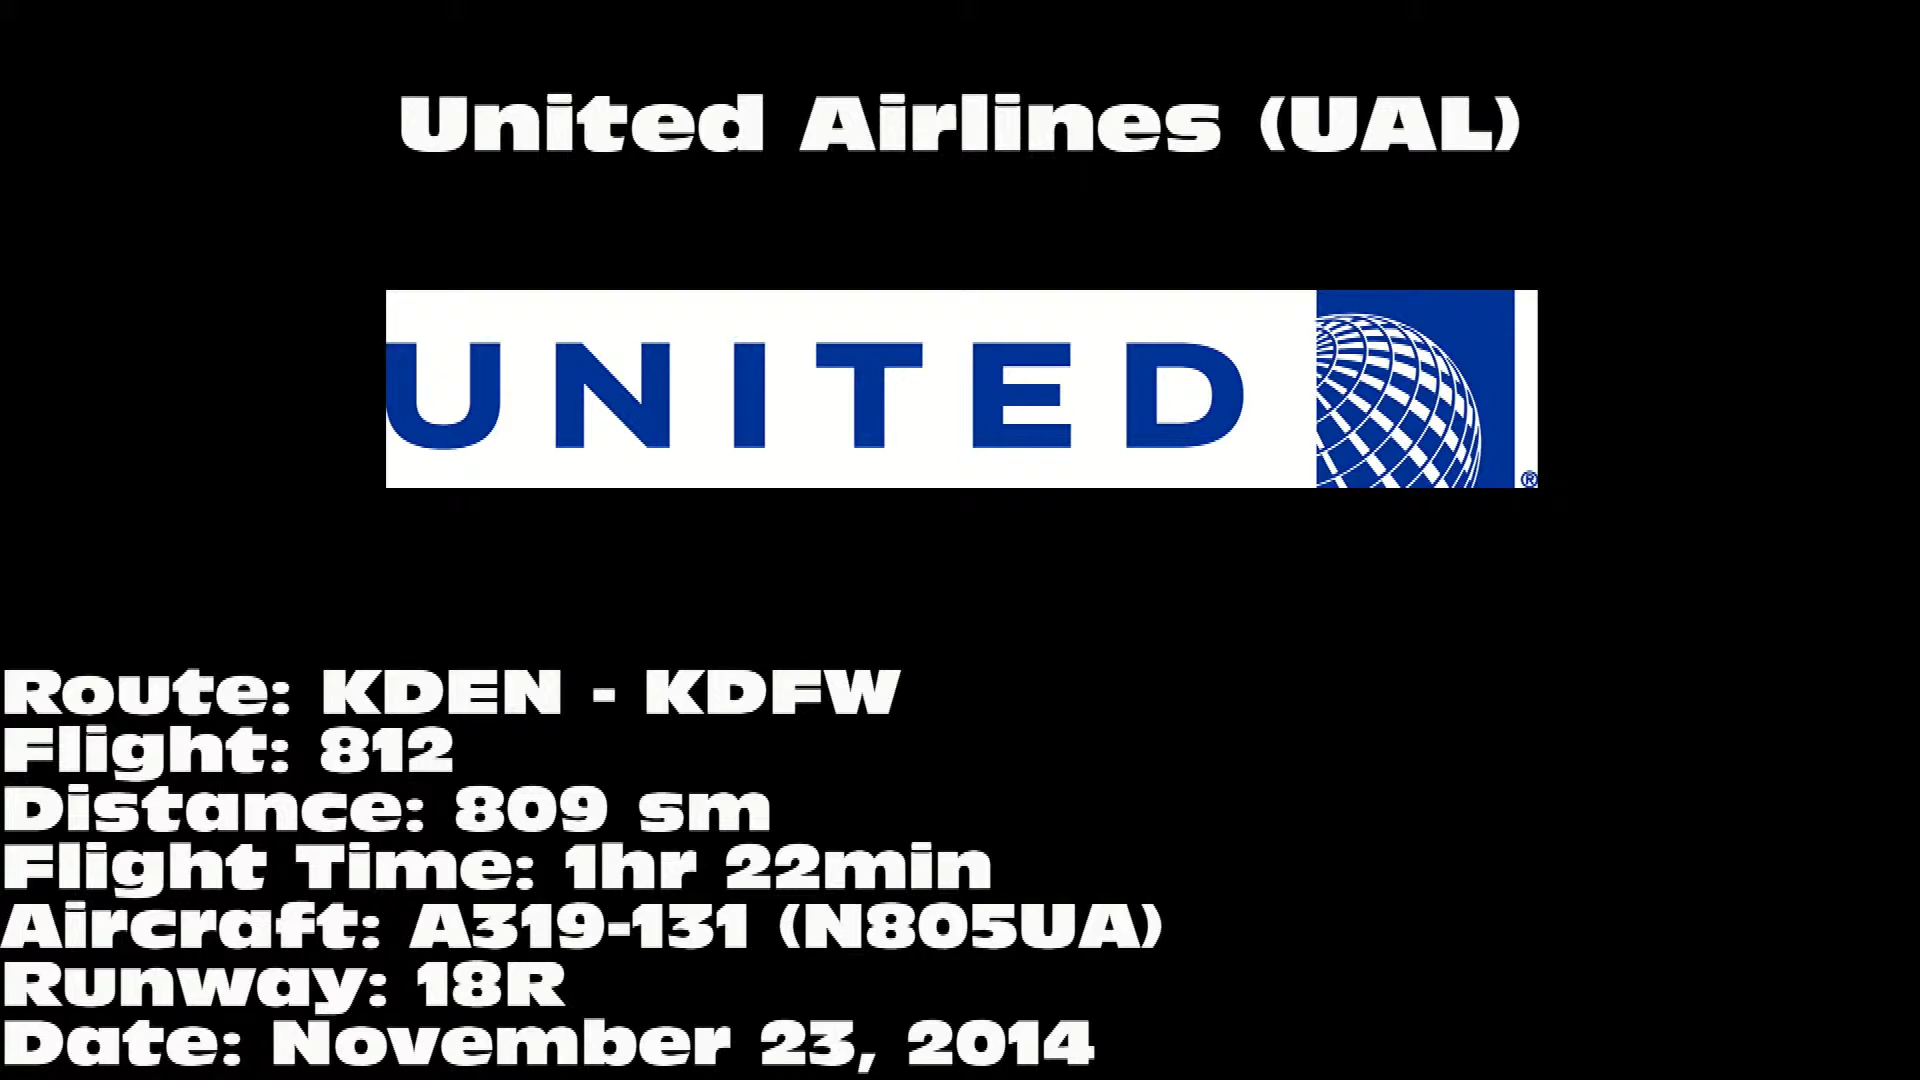 United Airlines (UAL)
UNITED
®
Route: KDEN - KDFW
Flight: 812
Distance: 809 sm
Flight Time: 1hr 22min
Aircraft: A319-131 (N805UA)
Runway: 18R
Date: November 23, 2014